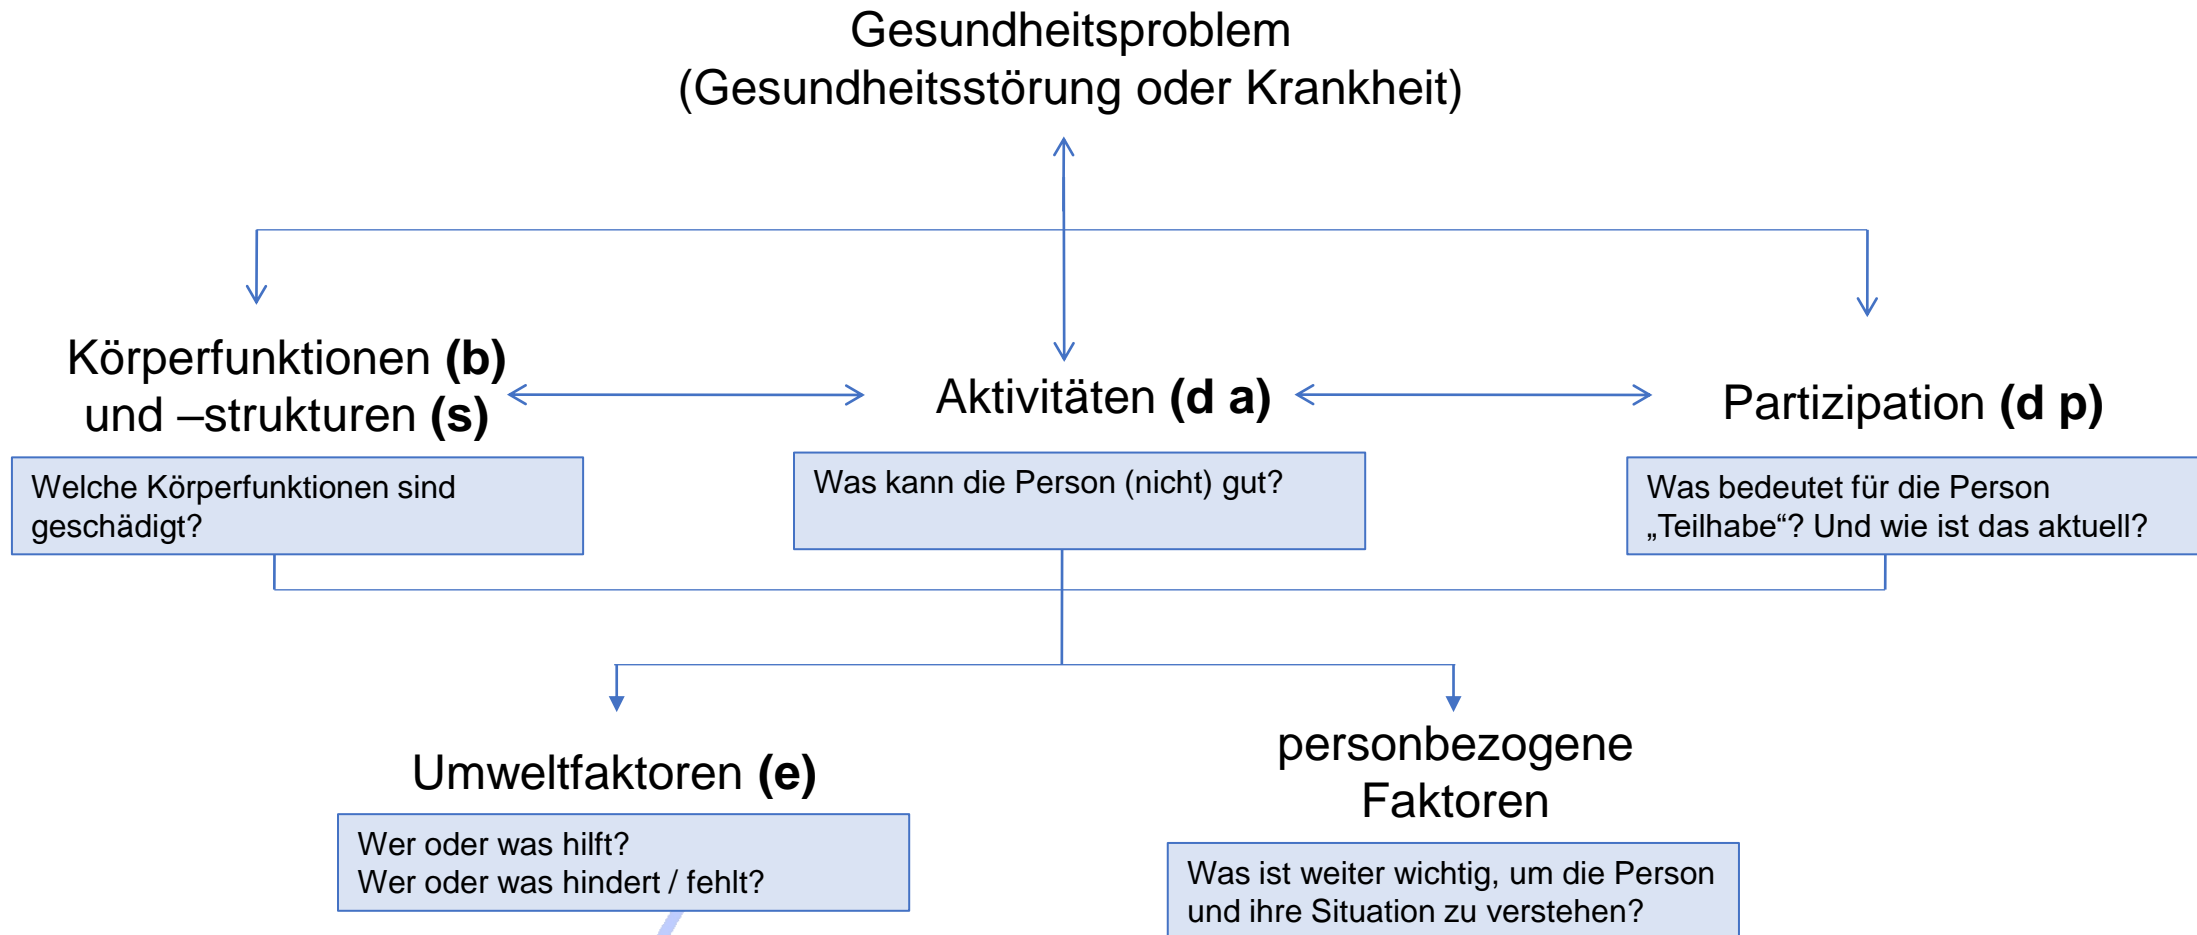 Gesundheitsproblem
(Gesundheitsstörung oder Krankheit)
Körperfunktionen (b)
und –strukturen (s)
Aktivitäten (d a)
Partizipation (d p)
Welche Körperfunktionen sind
geschädigt?
Was kann die Person (nicht) gut?
Was bedeutet für die Person
„Teilhabe“? Und wie ist das aktuell?
Umweltfaktoren (e)
personbezogene
Faktoren
Wer oder was hilft?
Wer oder was hindert / fehlt?
Was ist weiter wichtig, um die Person
und ihre Situation zu verstehen?